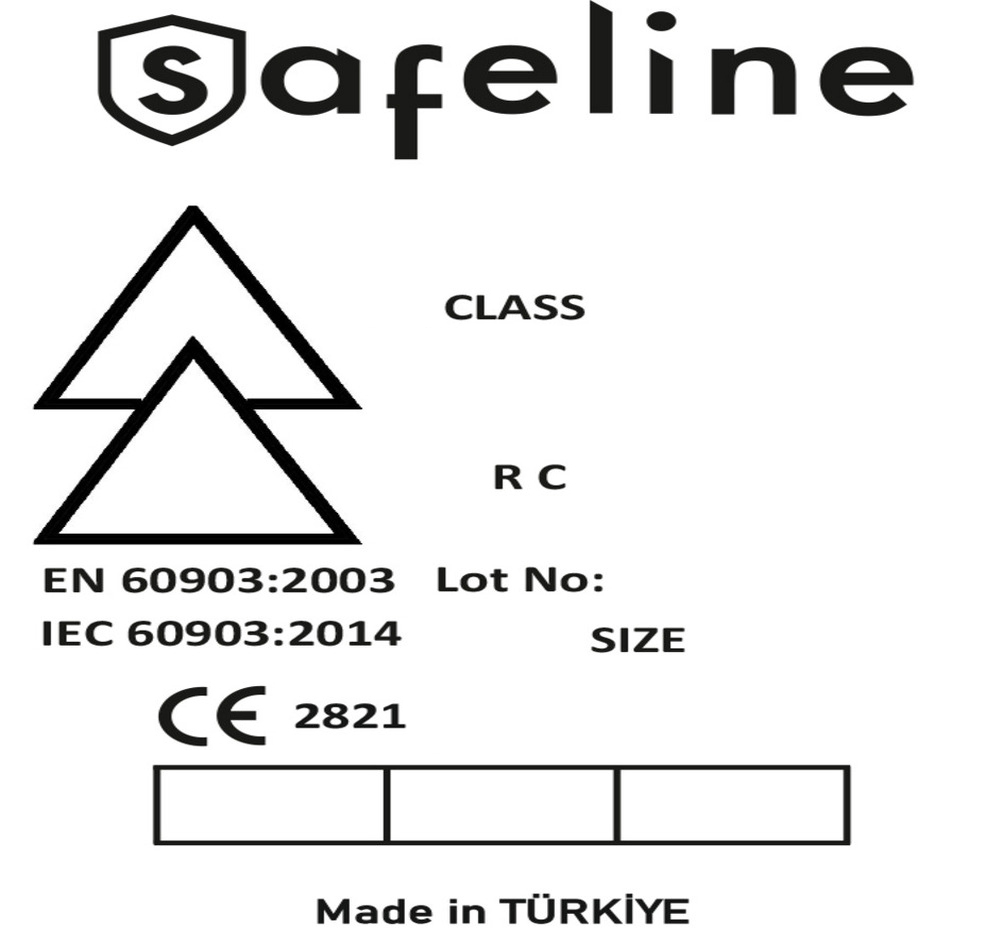 safeline
CLASS
R C
EN 60903:2003 Lot No:
IEC 60903:2014 SIZE
CE 2821
Made in TÜRKİYE